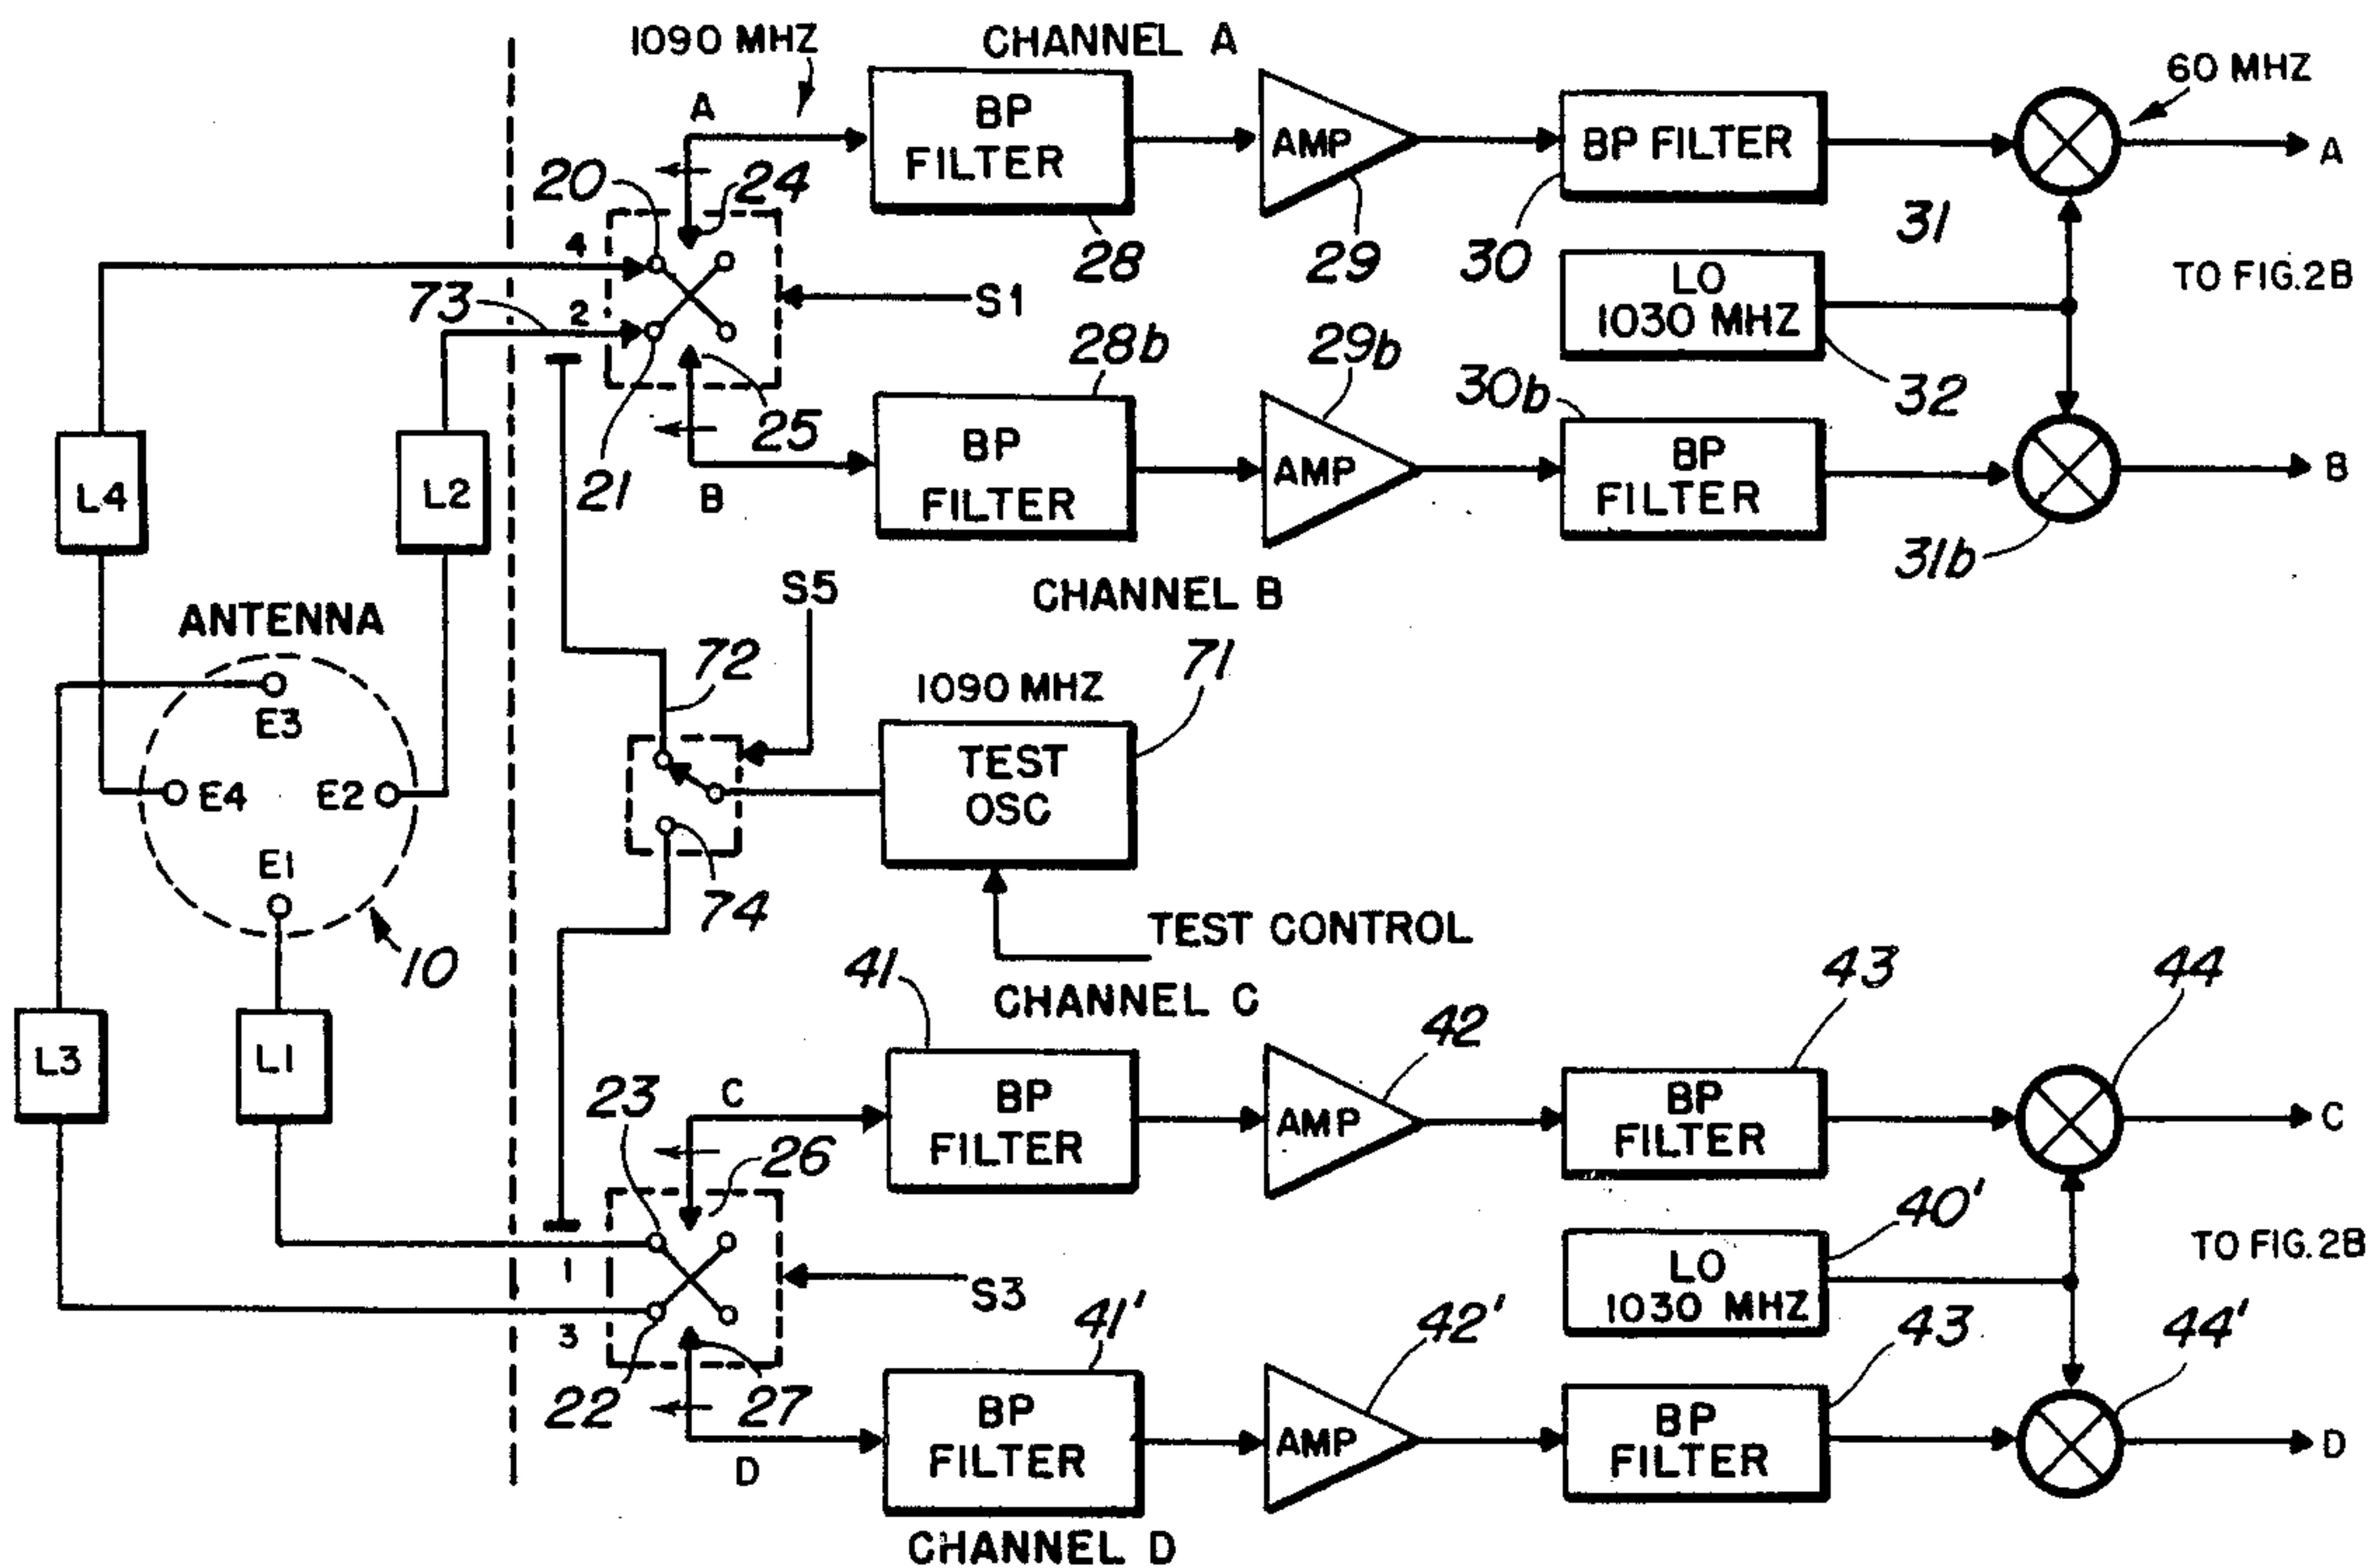 1090 MHZ
CHANNEL A
60 MHZ
A
BP
FILTER
AMP
BP FILTER
A
20
24
4
28
29
30
31
LO
1030 MHZ
TO FIG.2B
73
2
S1
28b
29b
30b
32
25
21
B
BP
FILTER
AMP
BP
FILTER
B
L4
L2
31b
CHANNEL B
S5
ANTENNA
72
71
1090 MHZ
E3
TEST
OSC
E4
E2
E1
74
10
TEST CONTROL
41
CHANNEL C
42
43
44
L3
L1
23
C
BP
FILTER
AMP
BP
FILTER
C
26
40'
1
LO
1030 MHZ
TO FIG.2B
S3
3
41'
42'
43
44'
22
27
D
BP
FILTER
AMP
BP
FILTER
D
CHANNEL D